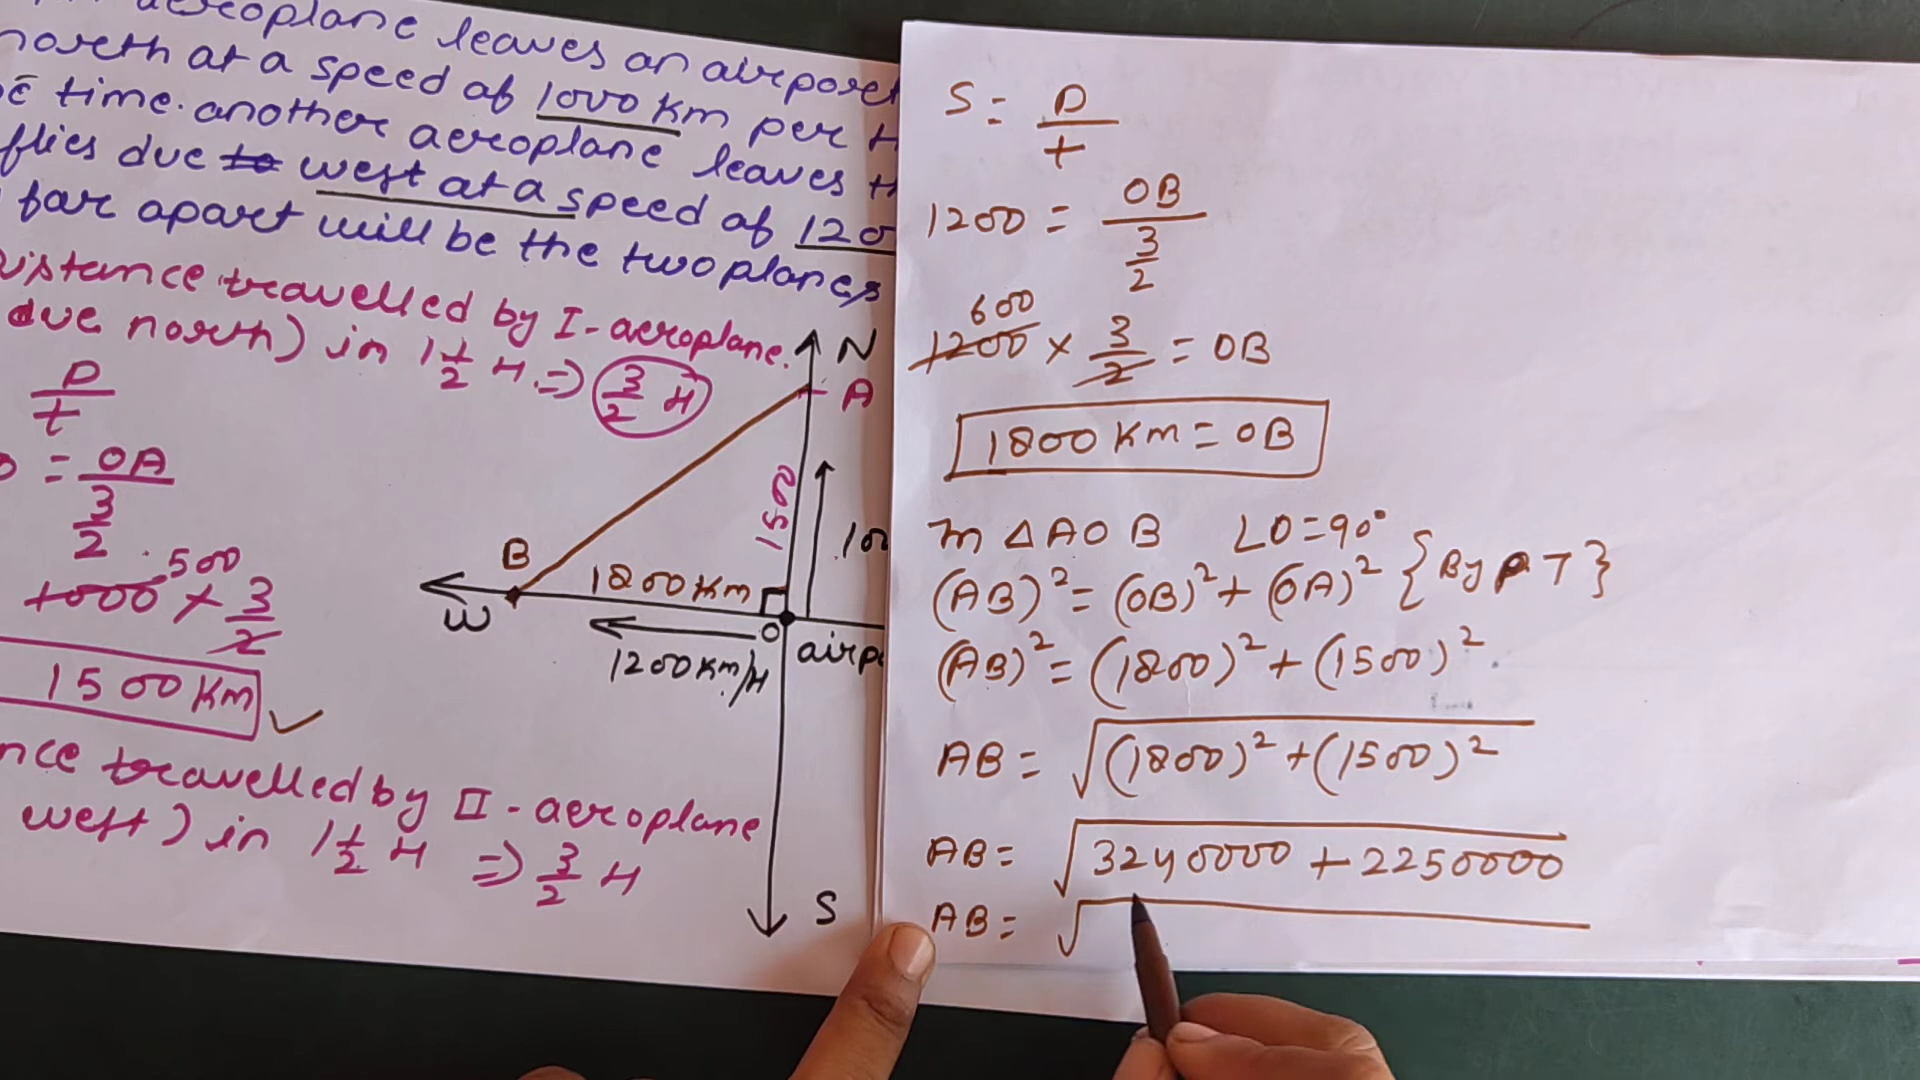 aeroplane leaves an airport
north at a speed of 1000 km per H
time. another aeroplane leaves
flies due to west at a speed of 120
far apart will be the two planes
Distance travelled by I-aeroplane.
due north) in 1 1/2 H. => 3/2 H
D/t
= OA / 3/2
500
1000 × 3/2
1500 Km
travelled by II-aeroplane
west) in 1 1/2 H => 3/2 H
N
A
1500
100
B
1800 Km
W
O
airpo
1200 Km/H
S
S = D/t
1200 = OB / 3/2
600
1200 × 3/2 = OB
1800 Km = OB
In △AOB ∠O=90°
(AB)² = (OB)² + (OA)² {By PT}
(AB)² = (1800)² + (1500)².
AB = √(1800)² + (1500)²
AB = √3240000 + 2250000
AB = √